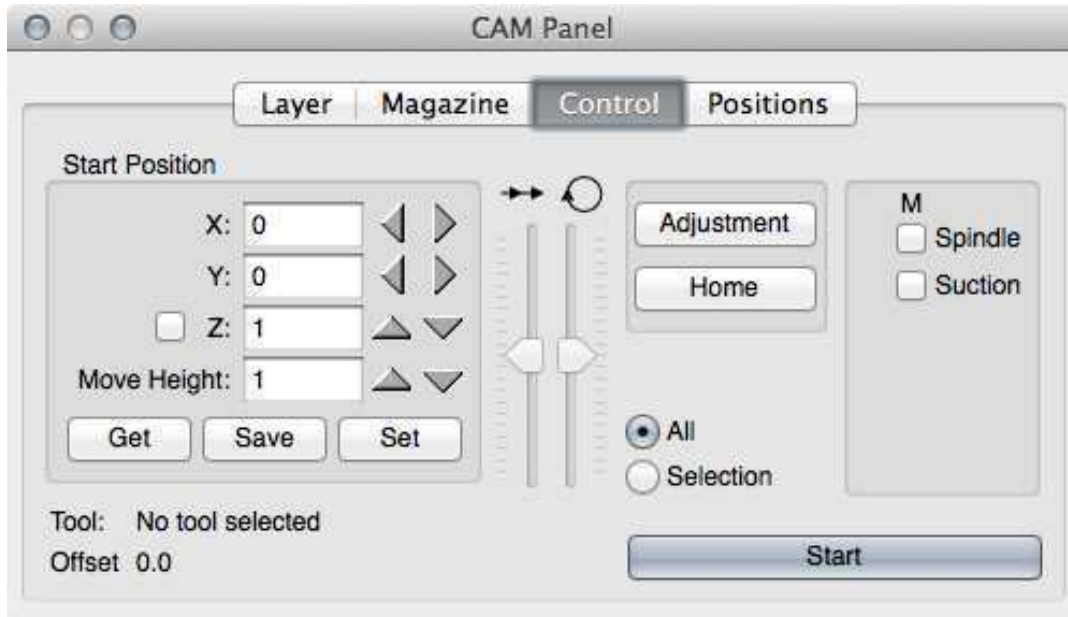 CAM Panel
Layer Magazine Control Positions
Start Position
X: 0
Y: 0
Z: 1
Move Height: 1
Get Save Set
Tool: No tool selected
Offset 0.0
Adjustment
Home
All
Selection
M
Spindle
Suction
Start